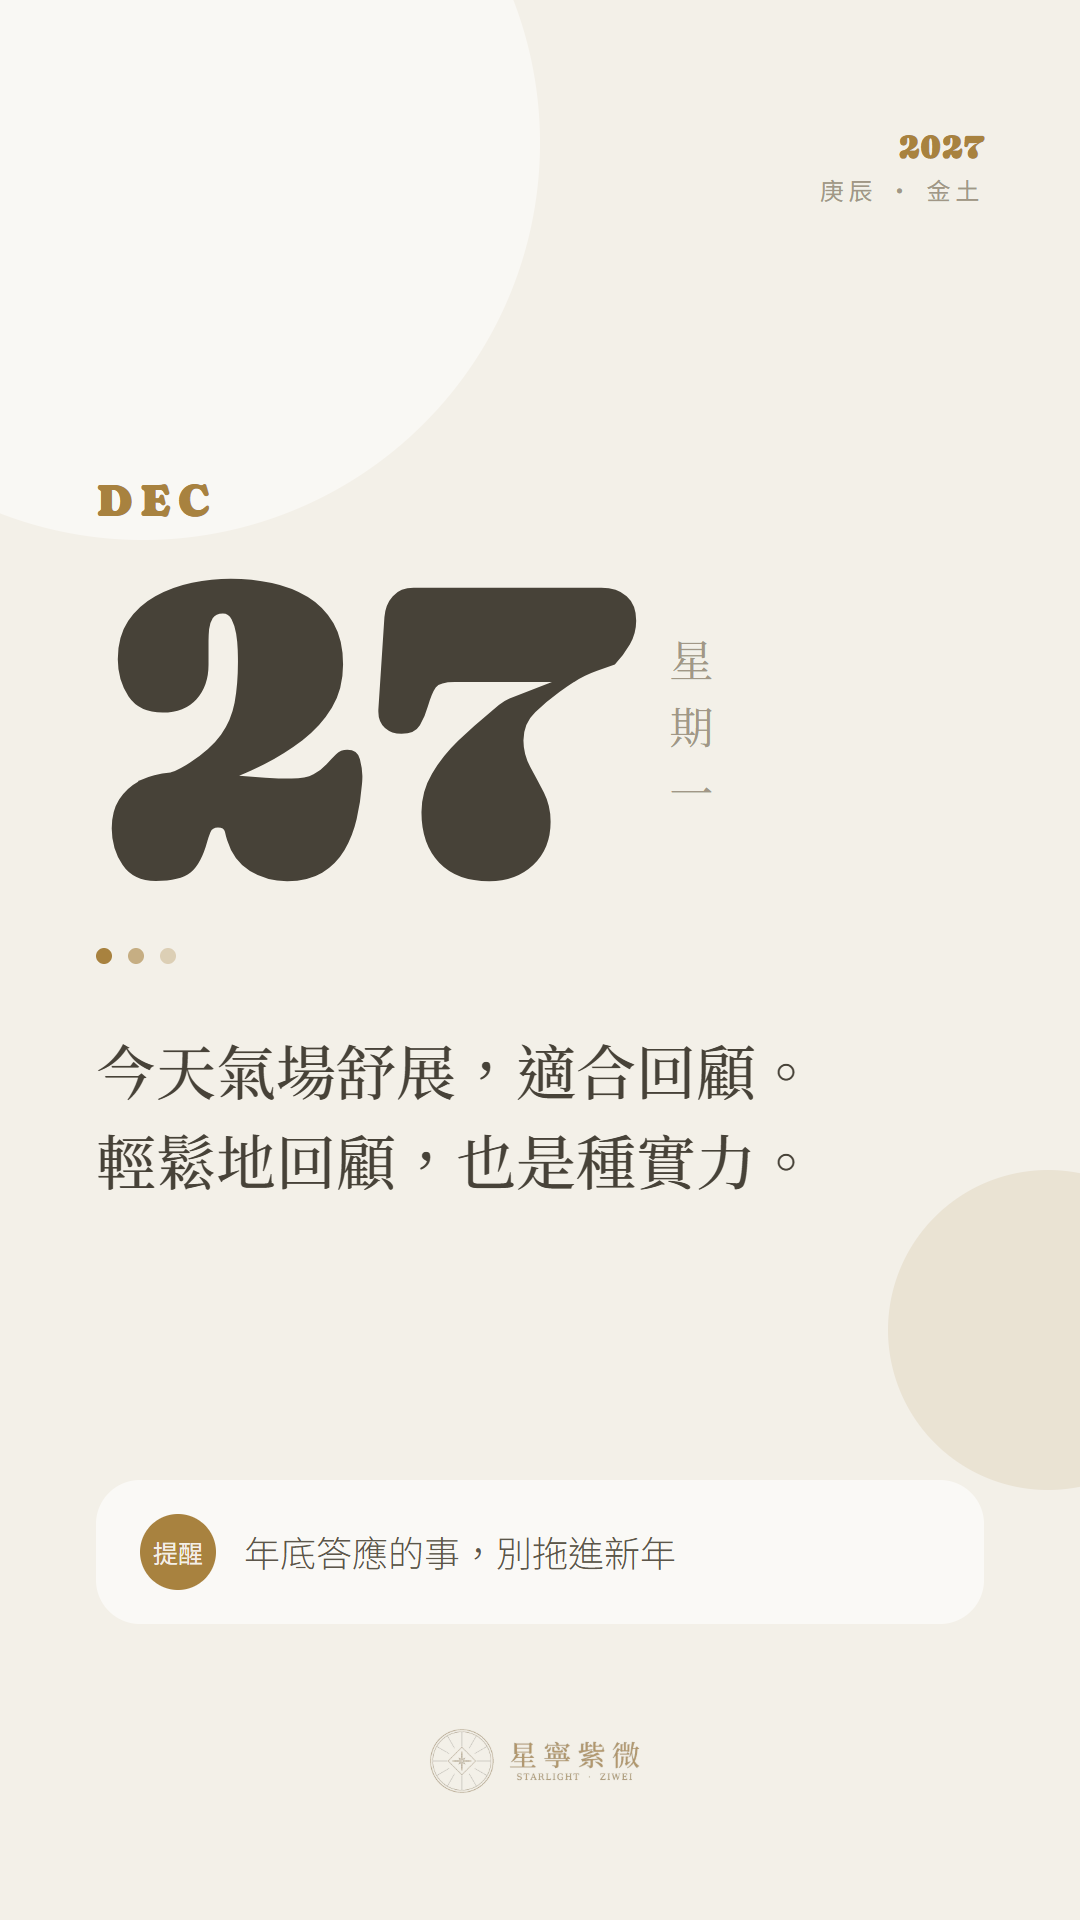 2027
庚辰 · 金土
DEC
27
星期一
今天氣場舒展，適合回顧。
輕鬆地回顧，也是種實力。
提醒
年底答應的事，別拖進新年
星寧紫微
STARLIGHT · ZIWEI